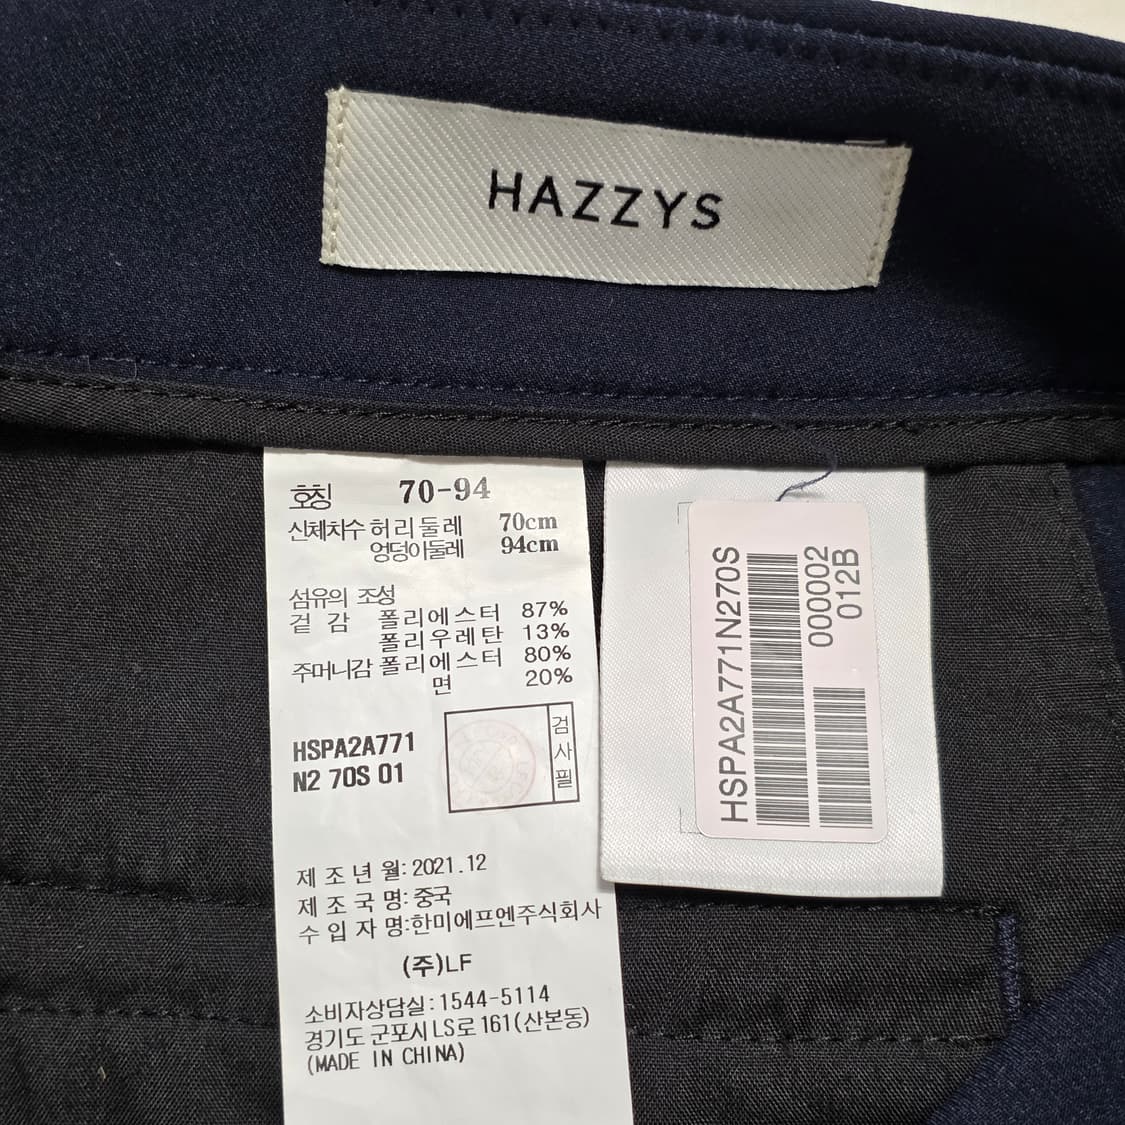 HAZZYS
호칭 70-94
신체치수 허리둘레 70cm
엉덩이둘레 94cm
섬유의 조성
겉 감 폴리에스터 87%
폴리우레탄 13%
주머니감 폴리에스터 80%
면 20%
HSPA2A771
N2 70S 01
검사필
제조년월: 2021.12
제조국명: 중국
수입자명:한미에프엔주식회사
(주)LF
소비자상담실: 1544-5114
경기도 군포시 LS로 161(산본동)
(MADE IN CHINA)
HSPA2A771N270S
000002
012B